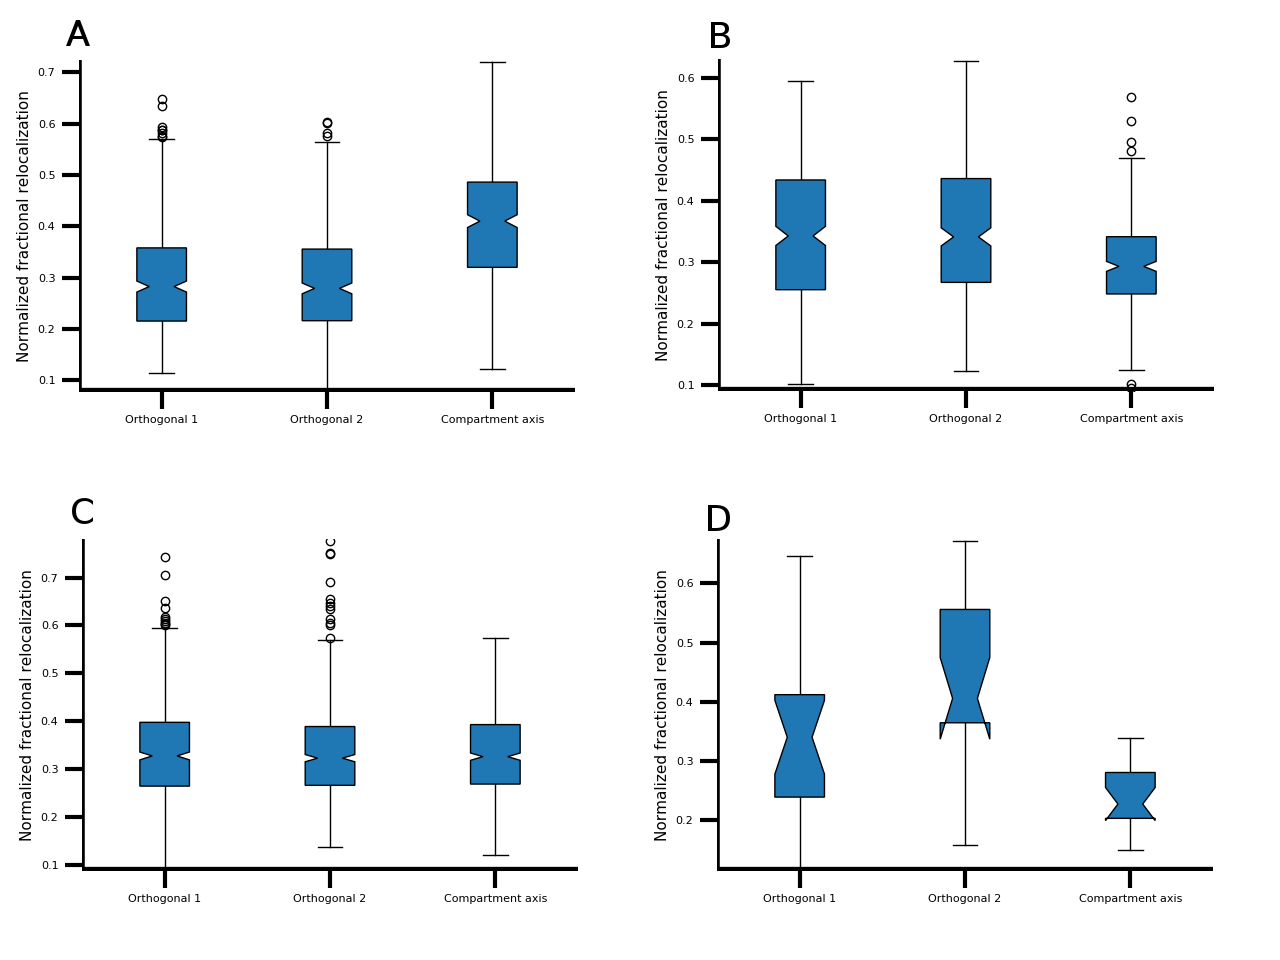 A
Normalized fractional relocalization
0.7
0.6
0.5
0.4
0.3
0.2
0.1
Orthogonal 1
Orthogonal 2
Compartment axis
B
Normalized fractional relocalization
0.6
0.5
0.4
0.3
0.2
0.1
Orthogonal 1
Orthogonal 2
Compartment axis
C
Normalized fractional relocalization
0.7
0.6
0.5
0.4
0.3
0.2
0.1
Orthogonal 1
Orthogonal 2
Compartment axis
D
Normalized fractional relocalization
0.6
0.5
0.4
0.3
0.2
Orthogonal 1
Orthogonal 2
Compartment axis